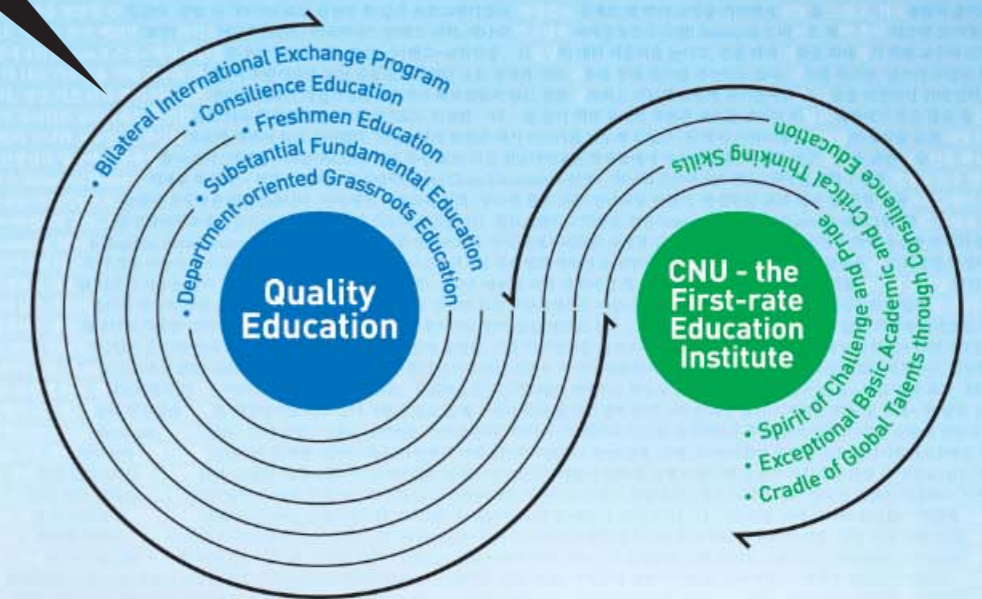 • Bilateral International Exchange Program
• Consilience Education
• Freshmen Education
• Substantial Fundamental Education
• Department-oriented Grassroots Education
Quality
Education
CNU - the
First-rate
Education
Institute
• Spirit of Challenge and Pride
• Exceptional Basic Academic and Critical Thinking Skills
• Cradle of Global Talents through Consilience Education